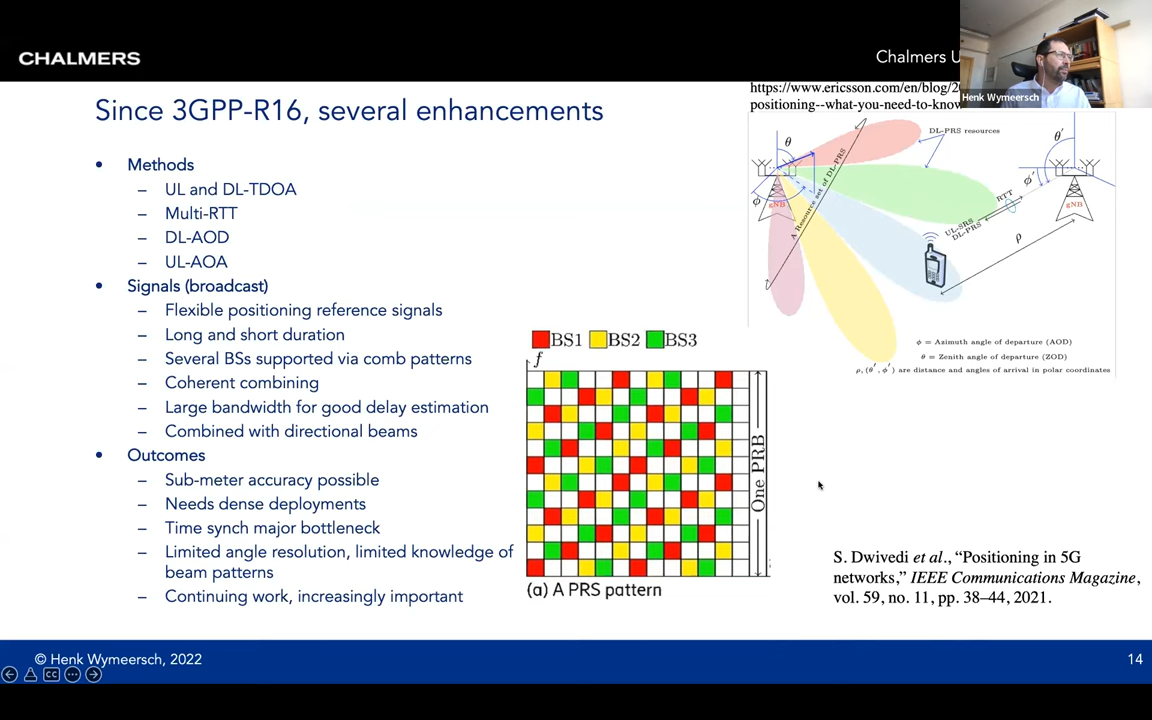 CHALMERS
Chalmers U
Henk Wymeersch
Since 3GPP-R16, several enhancements
• Methods
– UL and DL-TDOA
– Multi-RTT
– DL-AOD
– UL-AOA
• Signals (broadcast)
– Flexible positioning reference signals
– Long and short duration
– Several BSs supported via comb patterns
– Coherent combining
– Large bandwidth for good delay estimation
– Combined with directional beams
• Outcomes
– Sub-meter accuracy possible
– Needs dense deployments
– Time synch major bottleneck
– Limited angle resolution, limited knowledge of
beam patterns
– Continuing work, increasingly important
https://www.ericsson.com/en/blog/2
positioning--what-you-need-to-know
DL-PRS resources
θ
θ′
ϕ
ϕ′
gNB
gNB
A Resource set of DL-PRS
RTT
UL-SRS
DL-PRS
ρ
ϕ = Azimuth angle of departure (AOD)
θ = Zenith angle of departure (ZOD)
ρ, (θ′, ϕ′) are distance and angles of arrival in polar coordinates
BS1 BS2 BS3
f
One PRB
(a) A PRS pattern
S. Dwivedi et al., “Positioning in 5G
networks,” IEEE Communications Magazine,
vol. 59, no. 11, pp. 38–44, 2021.
© Henk Wymeersch, 2022
14
CC